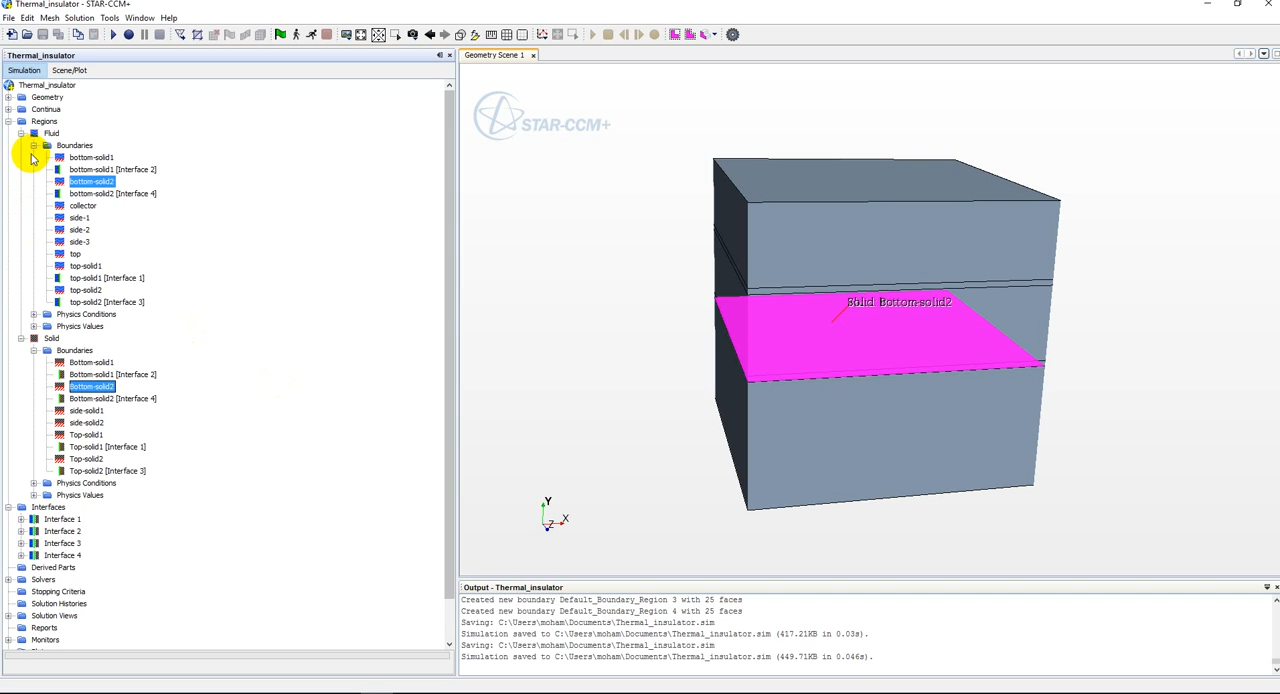 Thermal_insulator - STAR-CCM+
File Edit Mesh Solution Tools Window Help
Thermal_insulator
Simulation Scene/Plot
Thermal_insulator
Geometry
Continua
Regions
Fluid
Boundaries
bottom-solid1
bottom-solid1 [Interface 2]
bottom-solid2
bottom-solid2 [Interface 4]
collector
side-1
side-2
side-3
top
top-solid1
top-solid1 [Interface 1]
top-solid2
top-solid2 [Interface 3]
Physics Conditions
Physics Values
Solid
Boundaries
Bottom-solid1
Bottom-solid1 [Interface 2]
Bottom-solid2
Bottom-solid2 [Interface 4]
side-solid1
side-solid2
Top-solid1
Top-solid1 [Interface 1]
Top-solid2
Top-solid2 [Interface 3]
Physics Conditions
Physics Values
Interfaces
Interface 1
Interface 2
Interface 3
Interface 4
Derived Parts
Solvers
Stopping Criteria
Solution Histories
Solution Views
Reports
Monitors
Geometry Scene 1
STAR-CCM+
Solid Bottom-solid2
Y
X
Z
Output - Thermal_insulator
Created new boundary Default_Boundary_Region 3 with 25 faces
Created new boundary Default_Boundary_Region 4 with 25 faces
Saving: C:\Users\moham\Documents\Thermal_insulator.sim
Simulation saved to C:\Users\moham\Documents\Thermal_insulator.sim (417.21KB in 0.03s).
Saving: C:\Users\moham\Documents\Thermal_insulator.sim
Simulation saved to C:\Users\moham\Documents\Thermal_insulator.sim (449.71KB in 0.046s).